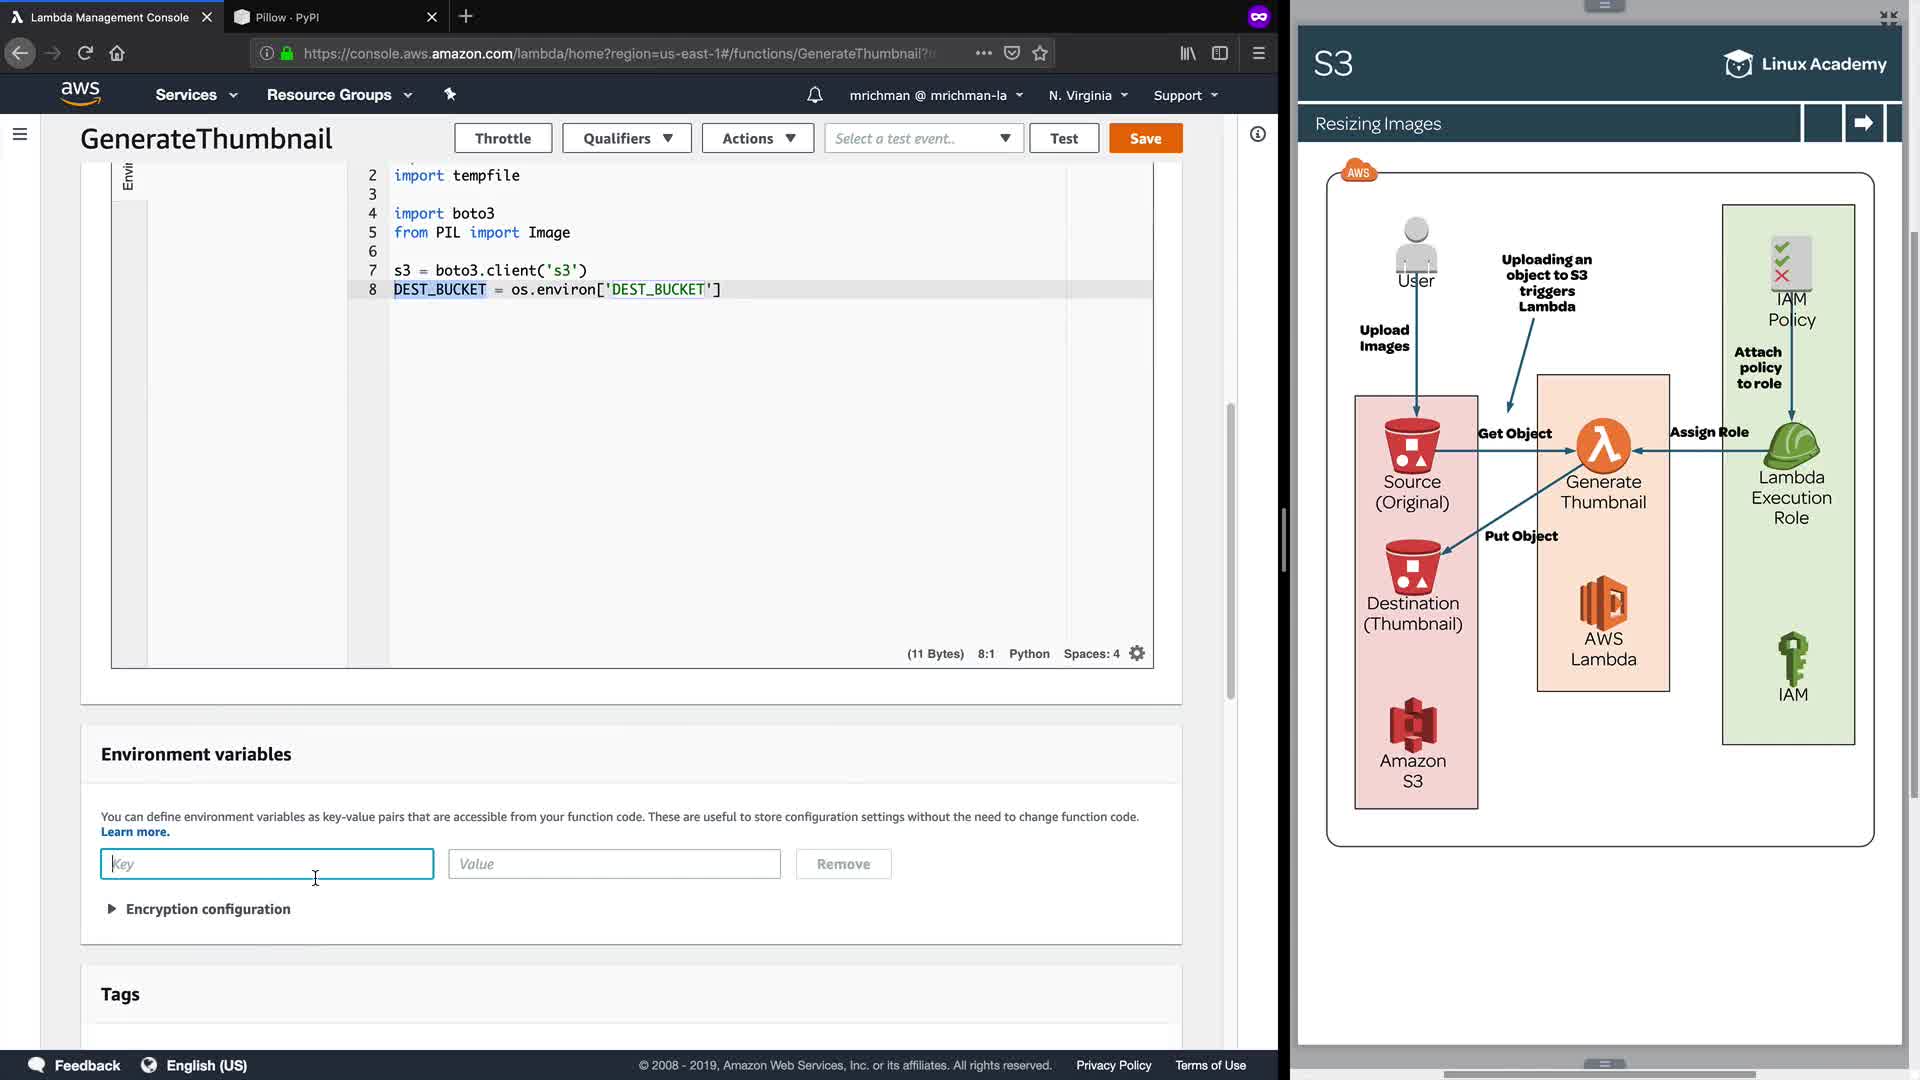 Lambda Management Console
Pillow · PyPI
https://console.aws.amazon.com/lambda/home?region=us-east-1#/functions/GenerateThumbnail?
aws
Services
Resource Groups
mrichman @ mrichman-la
N. Virginia
Support
GenerateThumbnail
Throttle
Qualifiers
Actions
Select a test event..
Test
Save
Envi
2 import tempfile
3
4 import boto3
5 from PIL import Image
6
7 s3 = boto3.client('s3')
8 DEST_BUCKET = os.environ['DEST_BUCKET']
(11 Bytes) 8:1 Python Spaces: 4
Environment variables
You can define environment variables as key-value pairs that are accessible from your function code. These are useful to store configuration settings without the need to change function code.
Learn more.
Key
Value
Remove
Encryption configuration
Tags
Feedback
English (US)
© 2008 - 2019, Amazon Web Services, Inc. or its affiliates. All rights reserved.
Privacy Policy
Terms of Use
S3
Linux Academy
Resizing Images
AWS
User
Uploading an
object to S3
triggers
Lambda
IAM
Policy
Upload
Images
Attach
policy
to role
Get Object
Assign Role
Source
(Original)
Generate
Thumbnail
Lambda
Execution
Role
Put Object
Destination
(Thumbnail)
AWS
Lambda
IAM
Amazon
S3